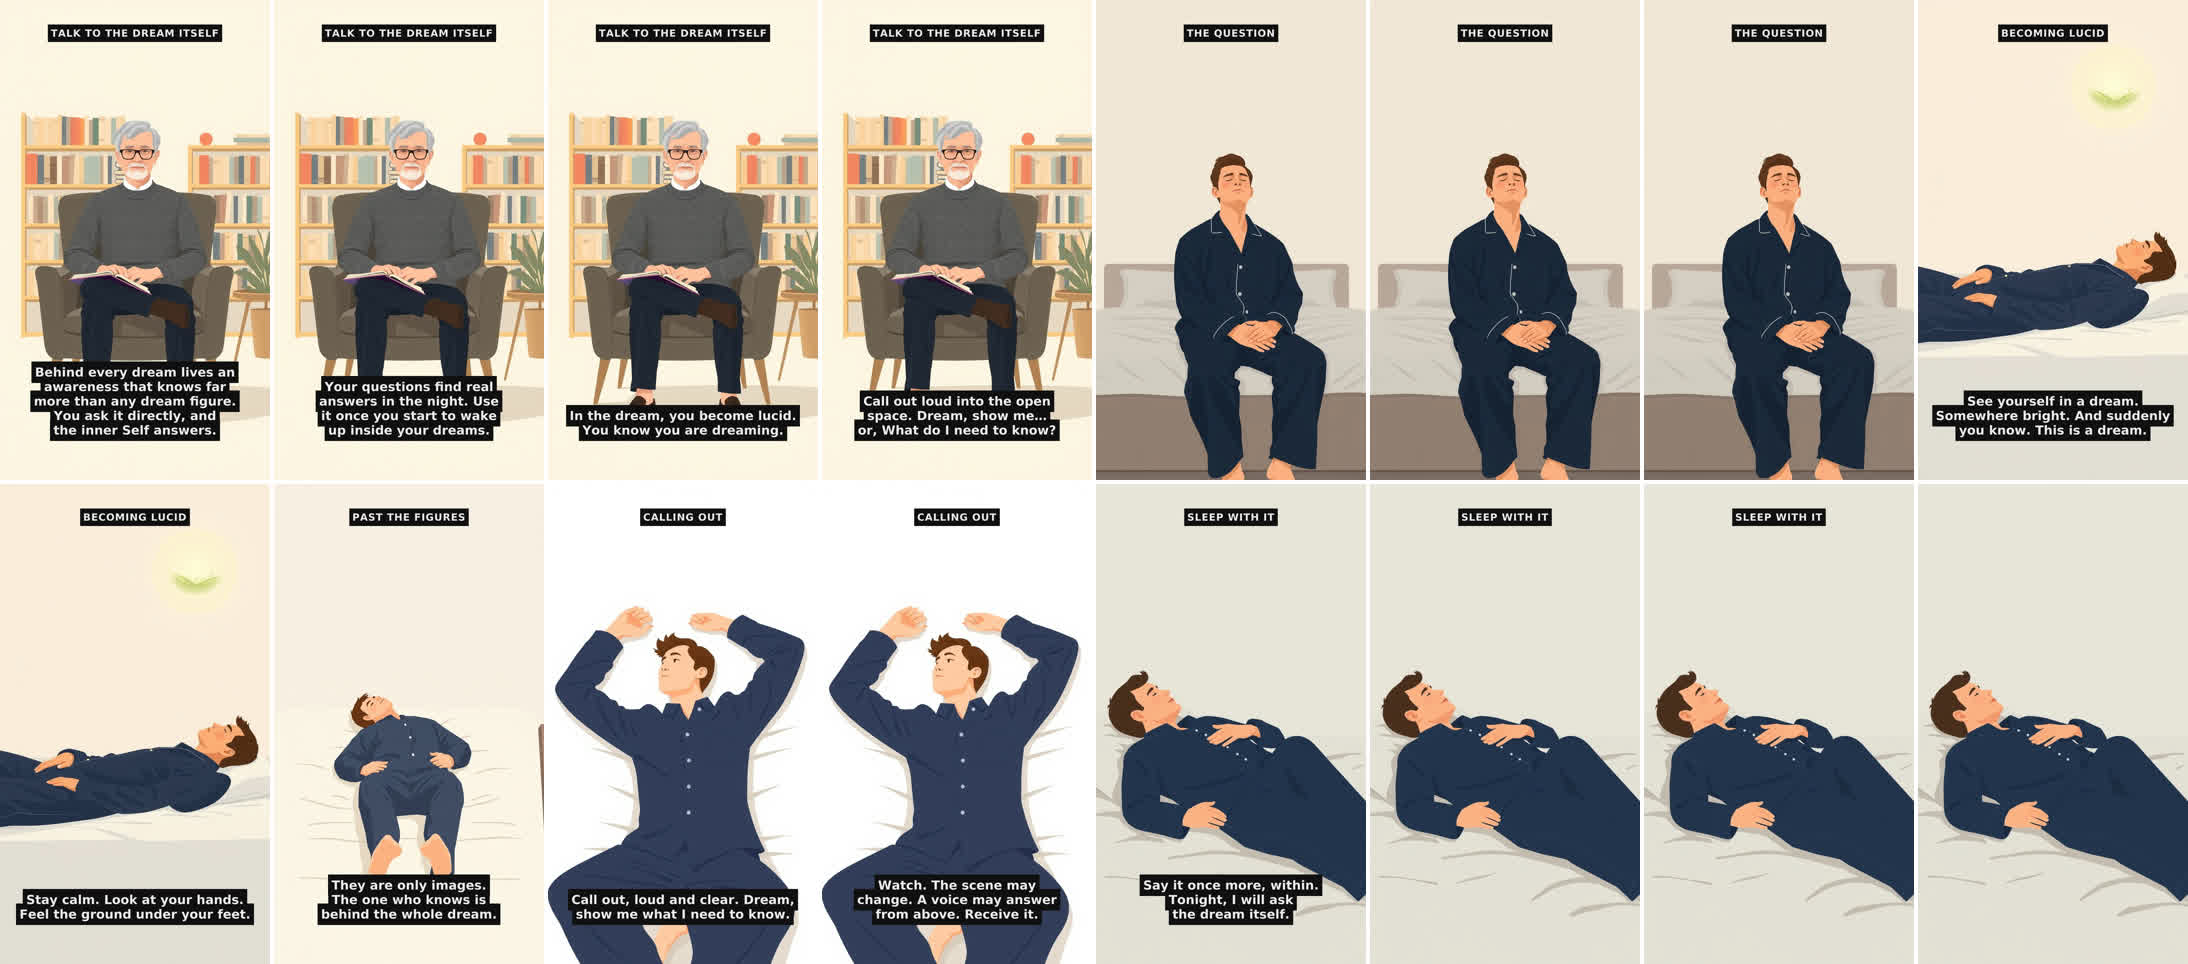 TALK TO THE DREAM ITSELF
Behind every dream lives an
awareness that knows far
more than any dream figure.
You ask it directly, and
the inner Self answers.
TALK TO THE DREAM ITSELF
Your questions find real
answers in the night. Use
it once you start to wake
up inside your dreams.
TALK TO THE DREAM ITSELF
In the dream, you become lucid.
You know you are dreaming.
TALK TO THE DREAM ITSELF
Call out loud into the open
space. Dream, show me...
or, What do I need to know?
THE QUESTION
THE QUESTION
THE QUESTION
BECOMING LUCID
See yourself in a dream.
Somewhere bright. And suddenly
you know. This is a dream.
BECOMING LUCID
Stay calm. Look at your hands.
Feel the ground under your feet.
PAST THE FIGURES
They are only images.
The one who knows is
behind the whole dream.
CALLING OUT
Call out, loud and clear. Dream,
show me what I need to know.
CALLING OUT
Watch. The scene may
change. A voice may answer
from above. Receive it.
SLEEP WITH IT
Say it once more, within.
Tonight, I will ask
the dream itself.
SLEEP WITH IT
SLEEP WITH IT